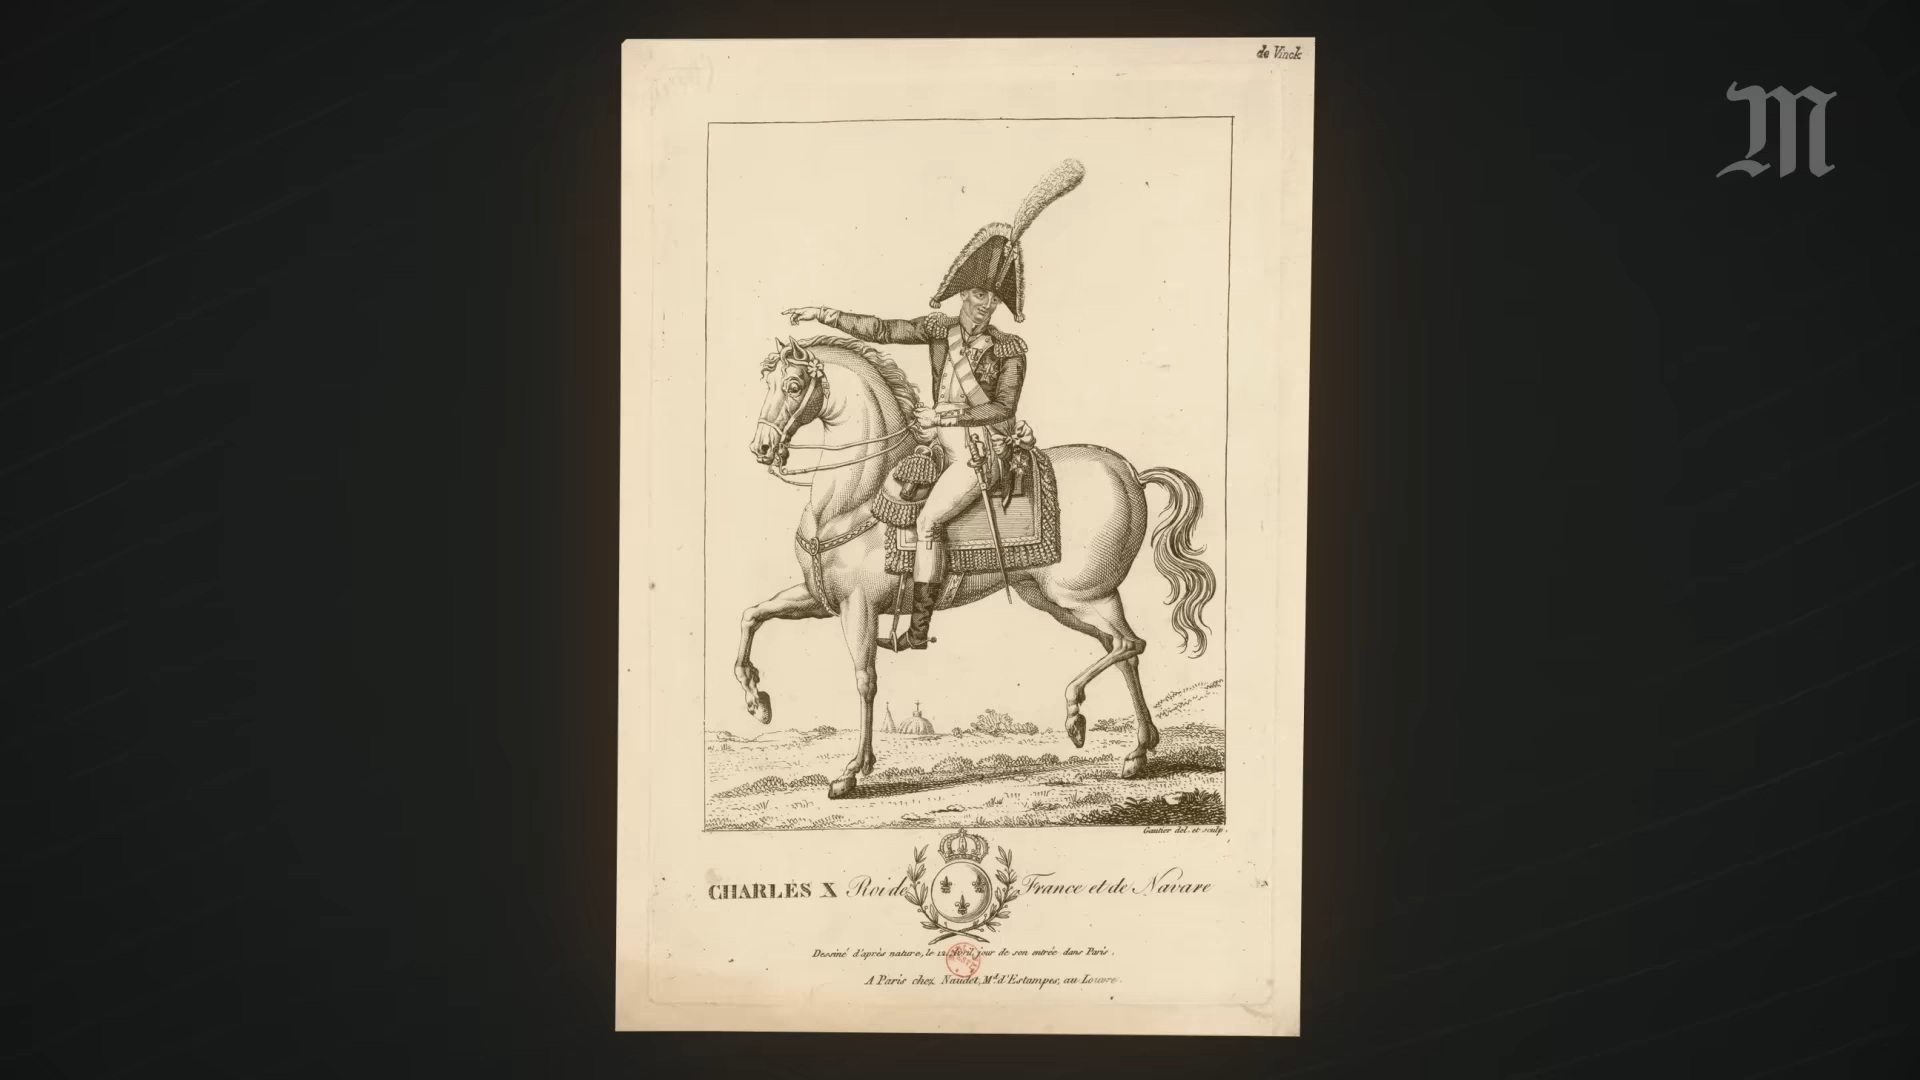 de Vinck
M
Gautier del. et sculp.
CHARLES X Roi de France et de Navare
Dessiné d'après nature, le 12 Avril, jour de son entrée dans Paris.
A Paris chez Naudet, Md. d'Estampes, au Louvre.